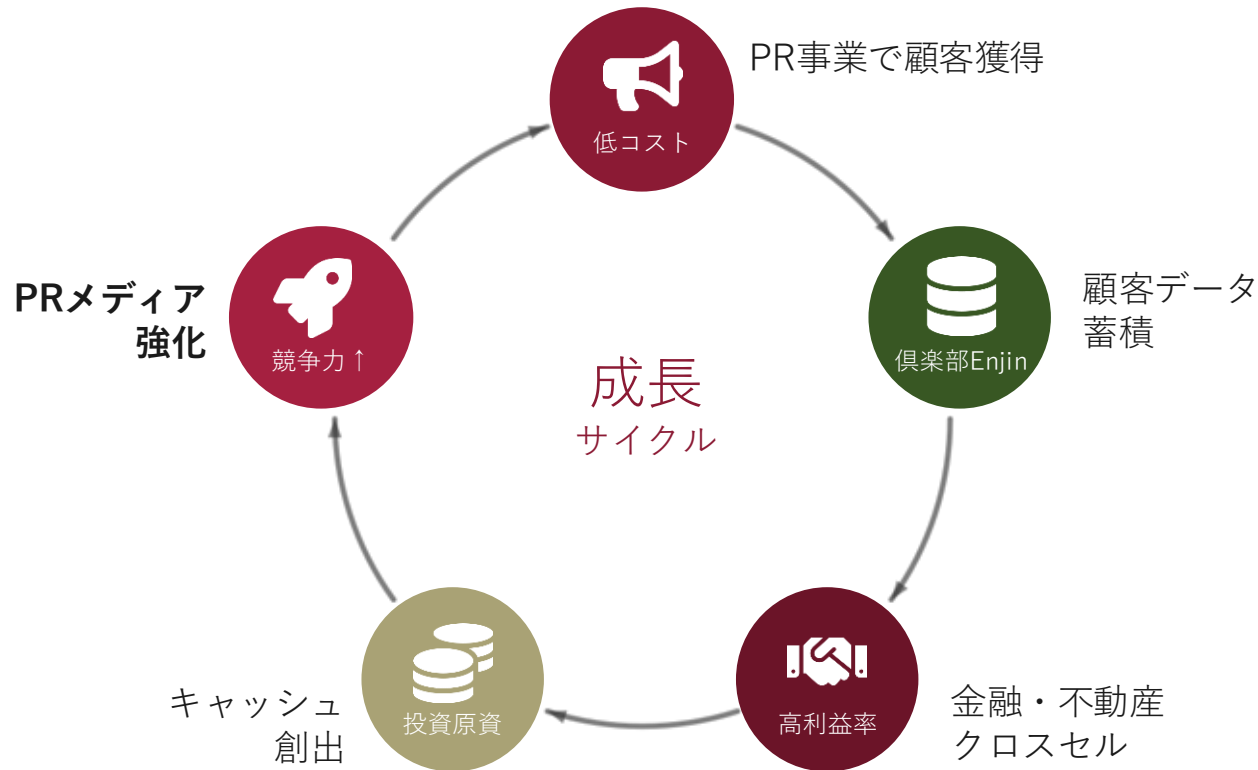 PR事業で顧客獲得
低コスト
顧客データ
蓄積
倶楽部Enjin
金融・不動産
クロスセル
高利益率
キャッシュ
創出
投資原資
PRメディア
強化
競争力↑
成長
サイクル